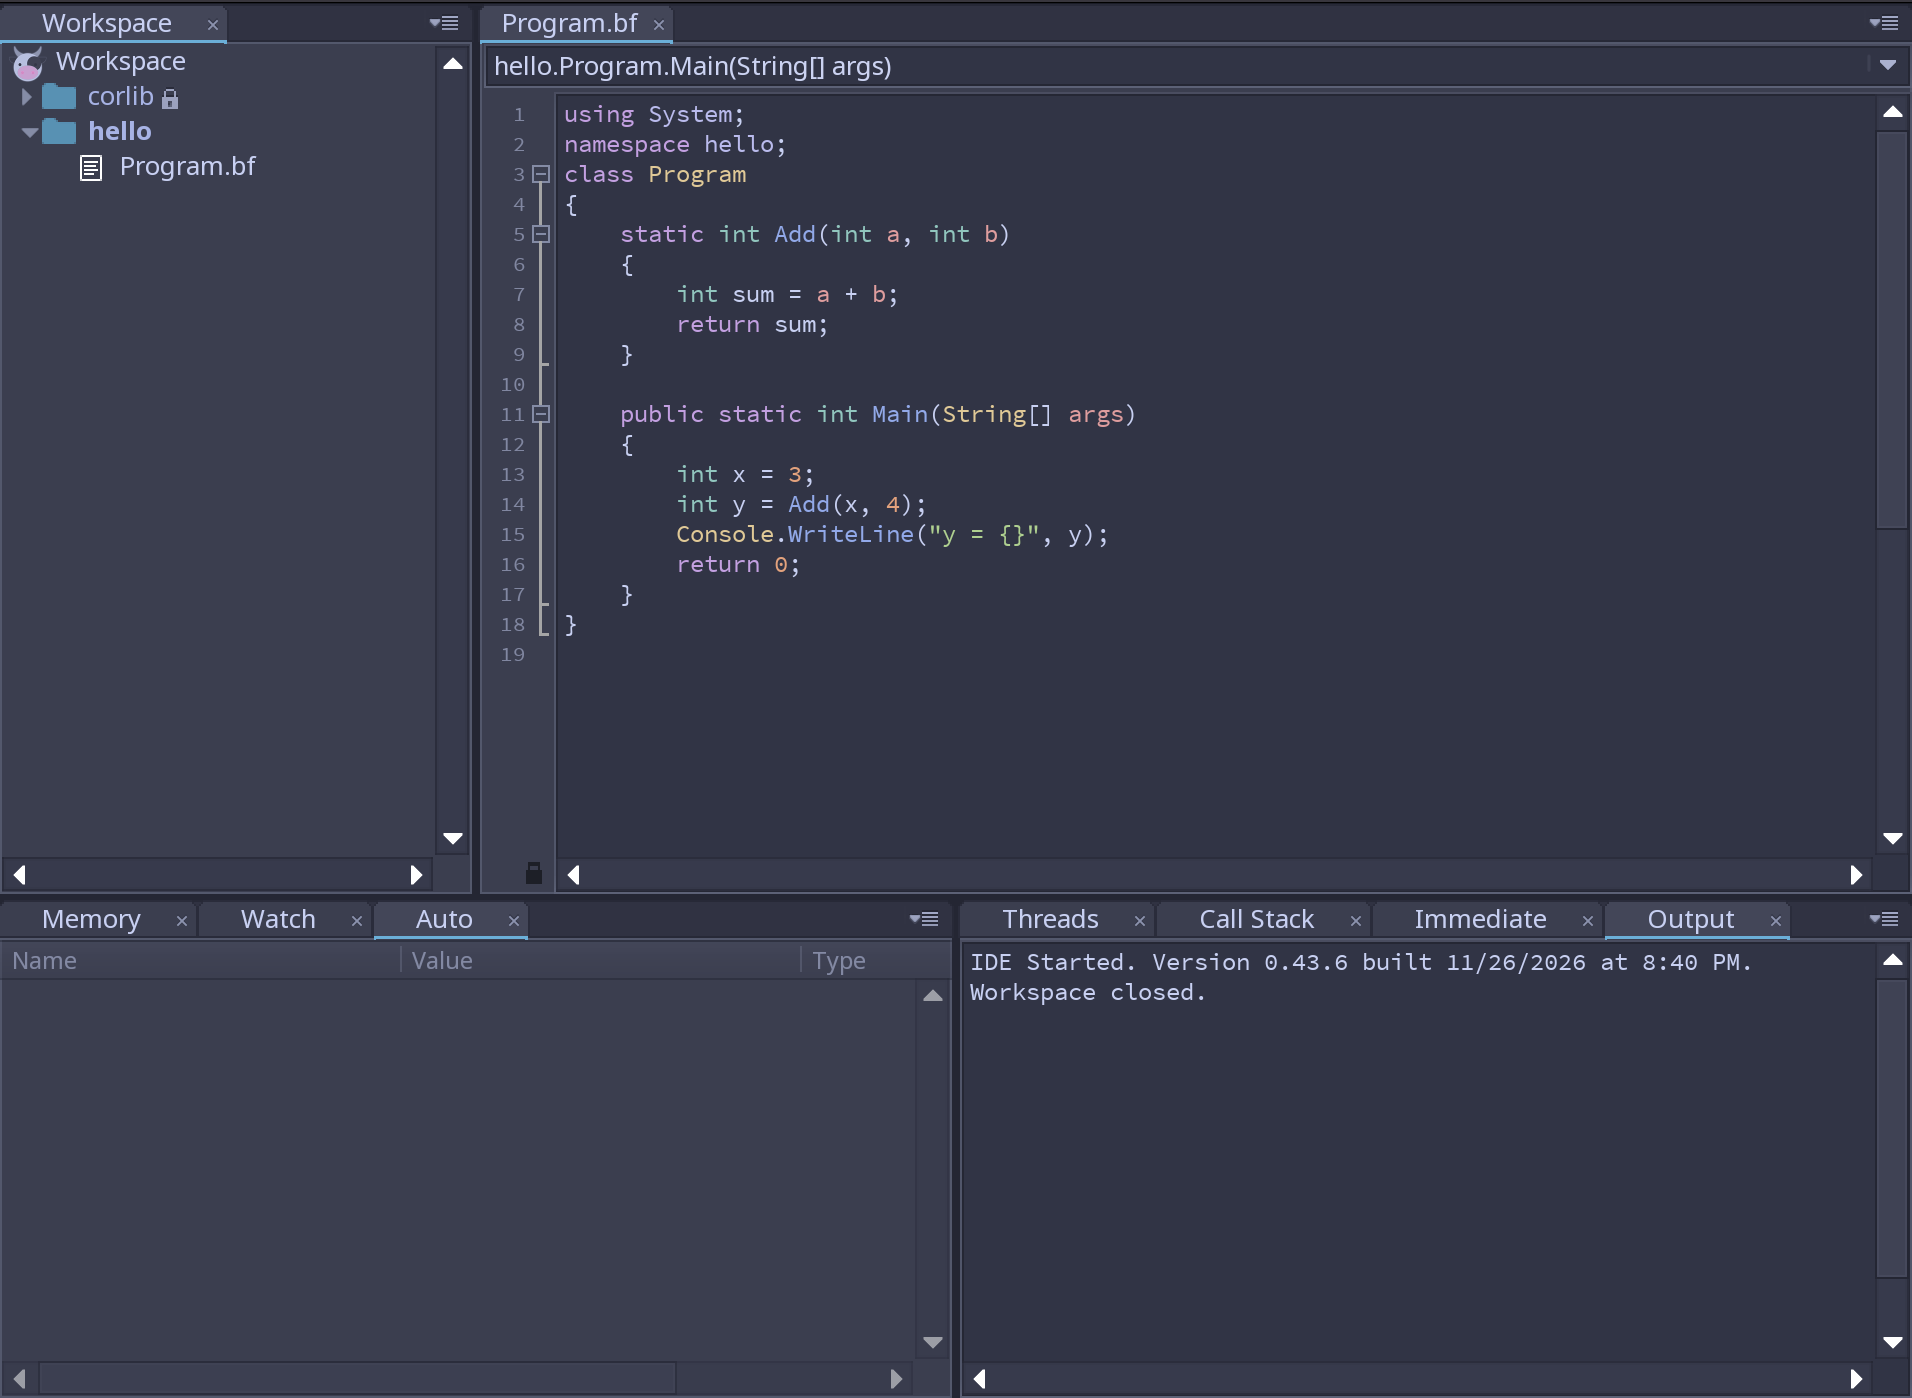 Workspace
Workspace
corlib
hello
Program.bf
Program.bf
hello.Program.Main(String[] args)
1 using System;
2 namespace hello;
3 class Program
4 {
5     static int Add(int a, int b)
6     {
7         int sum = a + b;
8         return sum;
9     }
10
11     public static int Main(String[] args)
12     {
13         int x = 3;
14         int y = Add(x, 4);
15         Console.WriteLine("y = {}", y);
16         return 0;
17     }
18 }
19
Memory Watch Auto
Name Value Type
Threads Call Stack Immediate Output
IDE Started. Version 0.43.6 built 11/26/2026 at 8:40 PM.
Workspace closed.